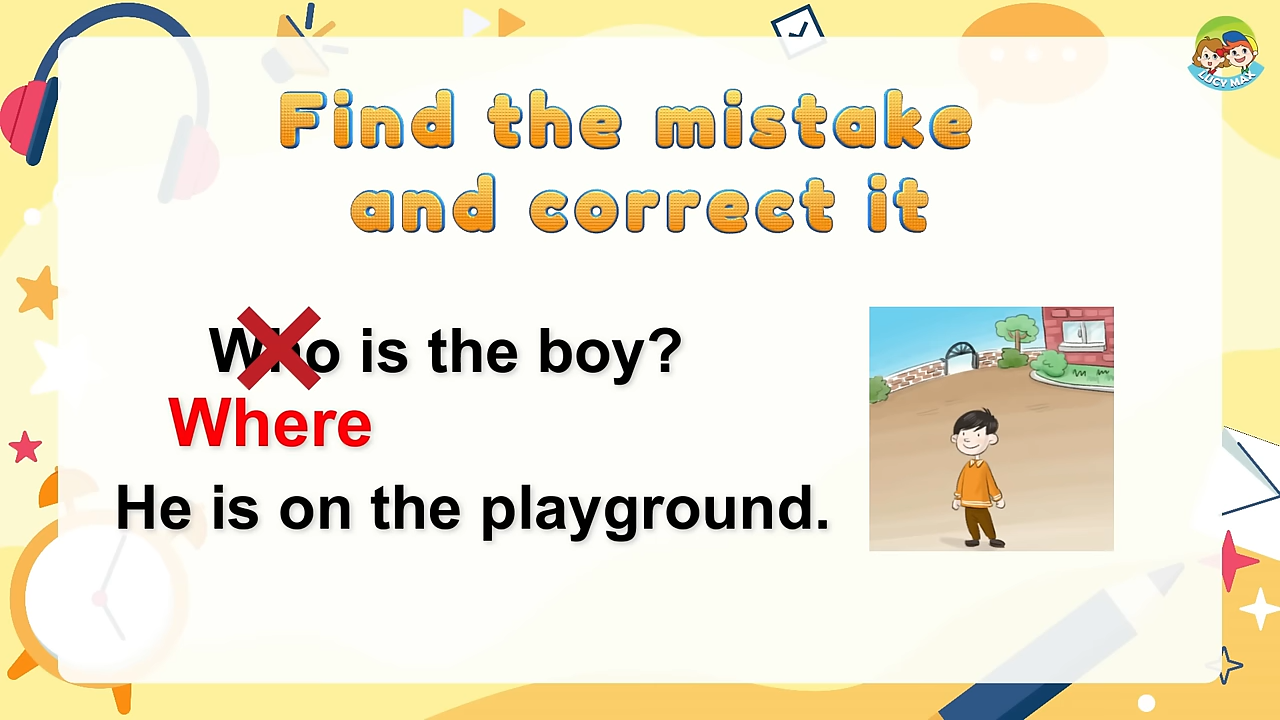 LUCY MAX
Find the mistake
and correct it
Who is the boy?
Where
He is on the playground.